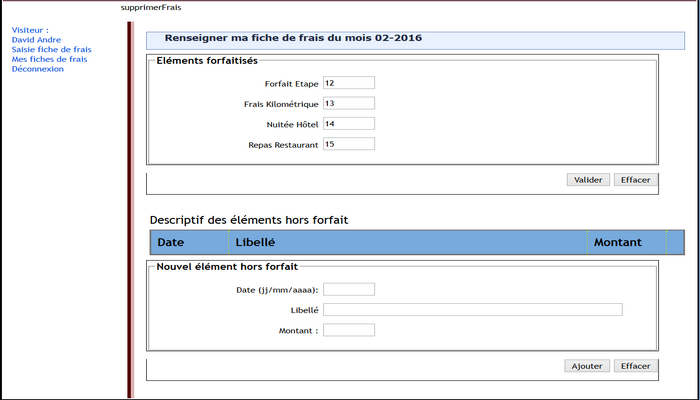 supprimerFrais
Visiteur :
David Andre
Saisie fiche de frais
Mes fiches de frais
Déconnexion
Renseigner ma fiche de frais du mois 02-2016
Eléments forfaitisés
Forfait Etape 12
Frais Kilométrique 13
Nuitée Hôtel 14
Repas Restaurant 15
Valider Effacer
Descriptif des éléments hors forfait
Date Libellé Montant
Nouvel élément hors forfait
Date (jj/mm/aaaa):
Libellé
Montant :
Ajouter Effacer